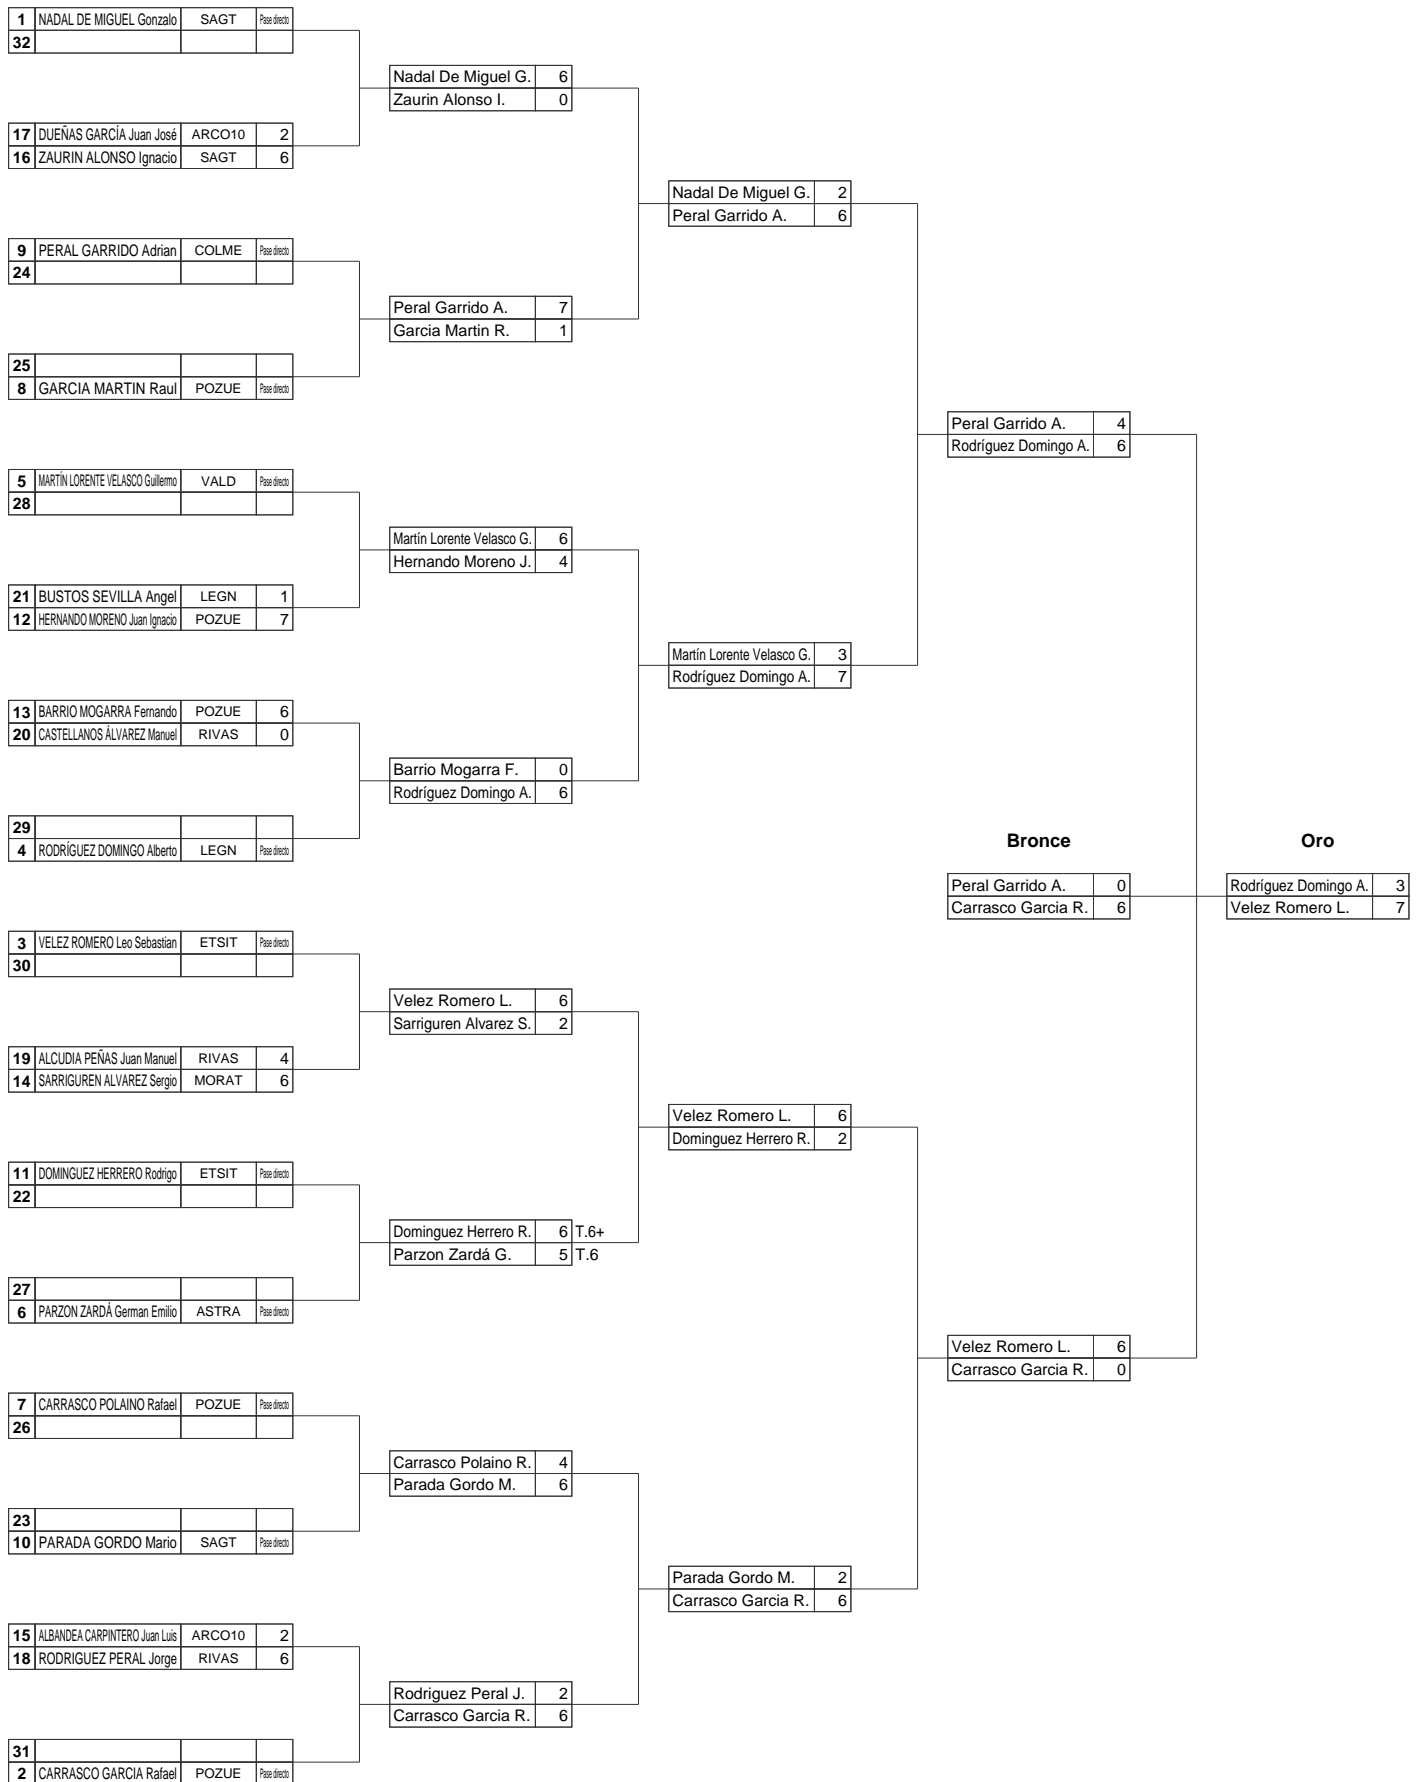 1 NADAL DE MIGUEL Gonzalo SAGT Pase directo
32
Nadal De Miguel G. 6
Zaurin Alonso I. 0
17 DUEÑAS GARCÍA Juan José ARCO10 2
16 ZAURIN ALONSO Ignacio SAGT 6
Nadal De Miguel G. 2
Peral Garrido A. 6
9 PERAL GARRIDO Adrian COLME Pase directo
24
Peral Garrido A. 7
Garcia Martin R. 1
25
8 GARCIA MARTIN Raul POZUE Pase directo
Peral Garrido A. 4
Rodríguez Domingo A. 6
5 MARTÍN LORENTE VELASCO Guillermo VALD Pase directo
28
Martín Lorente Velasco G. 6
Hernando Moreno J. 4
21 BUSTOS SEVILLA Angel LEGN 1
12 HERNANDO MORENO Juan Ignacio POZUE 7
Martín Lorente Velasco G. 3
Rodríguez Domingo A. 7
13 BARRIO MOGARRA Fernando POZUE 6
20 CASTELLANOS ÁLVAREZ Manuel RIVAS 0
Barrio Mogarra F. 0
Rodríguez Domingo A. 6
29
4 RODRÍGUEZ DOMINGO Alberto LEGN Pase directo
Bronce Oro
Peral Garrido A. 0 Rodríguez Domingo A. 3
Carrasco Garcia R. 6 Velez Romero L. 7
3 VELEZ ROMERO Leo Sebastian ETSIT Pase directo
30
Velez Romero L. 6
Sarriguren Alvarez S. 2
19 ALCUDIA PEÑAS Juan Manuel RIVAS 4
14 SARRIGUREN ALVAREZ Sergio MORAT 6
Velez Romero L. 6
Dominguez Herrero R. 2
11 DOMINGUEZ HERRERO Rodrigo ETSIT Pase directo
22
Dominguez Herrero R. 6 T.6+
Parzon Zardá G. 5 T.6
27
6 PARZON ZARDÁ German Emilio ASTRA Pase directo
Velez Romero L. 6
Carrasco Garcia R. 0
7 CARRASCO POLAINO Rafael POZUE Pase directo
26
Carrasco Polaino R. 4
Parada Gordo M. 6
23
10 PARADA GORDO Mario SAGT Pase directo
Parada Gordo M. 2
Carrasco Garcia R. 6
15 ALBANDEA CARPINTERO Juan Luis ARCO10 2
18 RODRIGUEZ PERAL Jorge RIVAS 6
Rodriguez Peral J. 2
Carrasco Garcia R. 6
31
2 CARRASCO GARCIA Rafael POZUE Pase directo